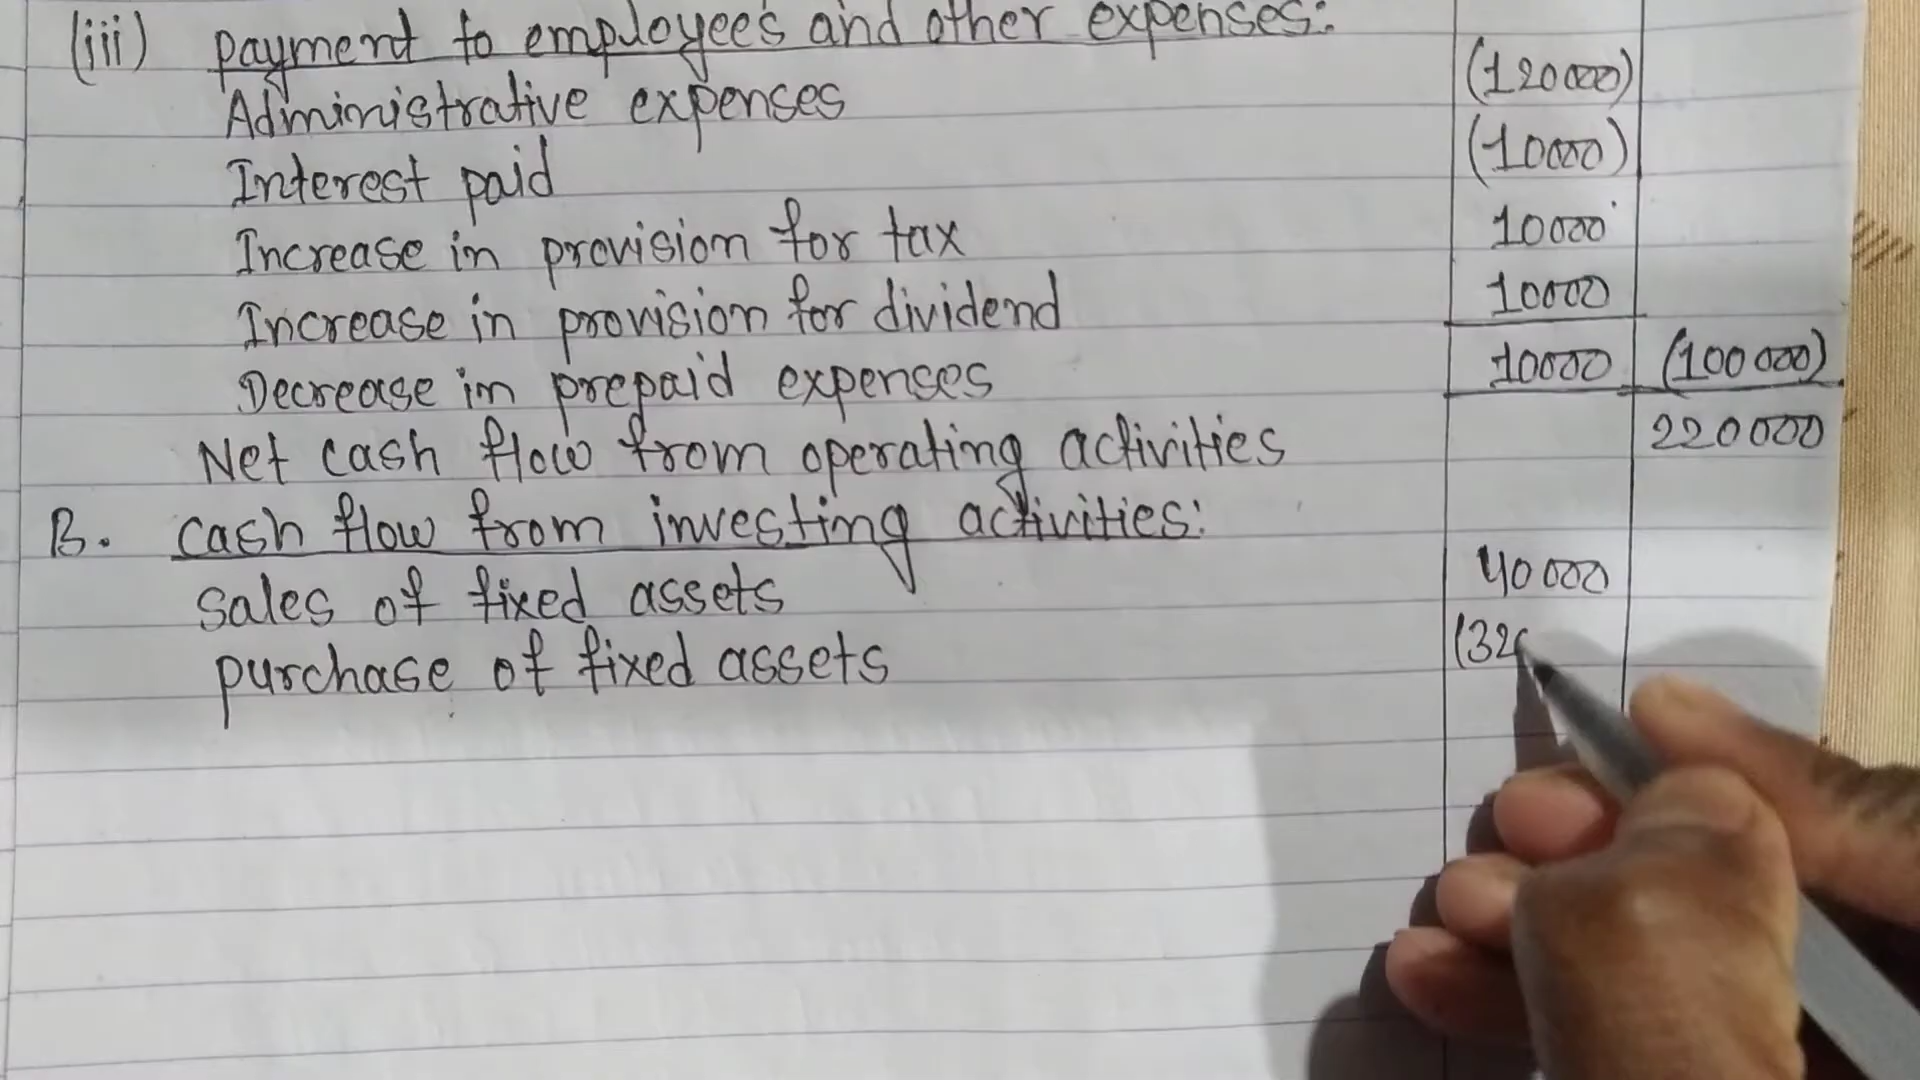 (iii) payment to employees and other expenses:
Administrative expenses (120000)
Interest paid (10000)
Increase in provision for tax 10000
Increase in provision for dividend 10000
Decrease in prepaid expenses 10000 (100000)
Net cash flow from operating activities 220000
B. cash flow from investing activities:
sales of fixed assets 40000
purchase of fixed assets (320